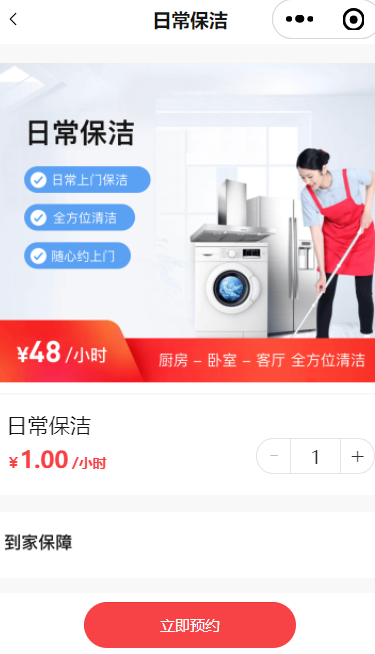 日常保洁
日常保洁
日常上门保洁
全方位清洁
随心约上门
¥48 /小时
厨房 – 卧室 – 客厅 全方位清洁
日常保洁
¥1.00 /小时
− 1 +
到家保障
立即预约